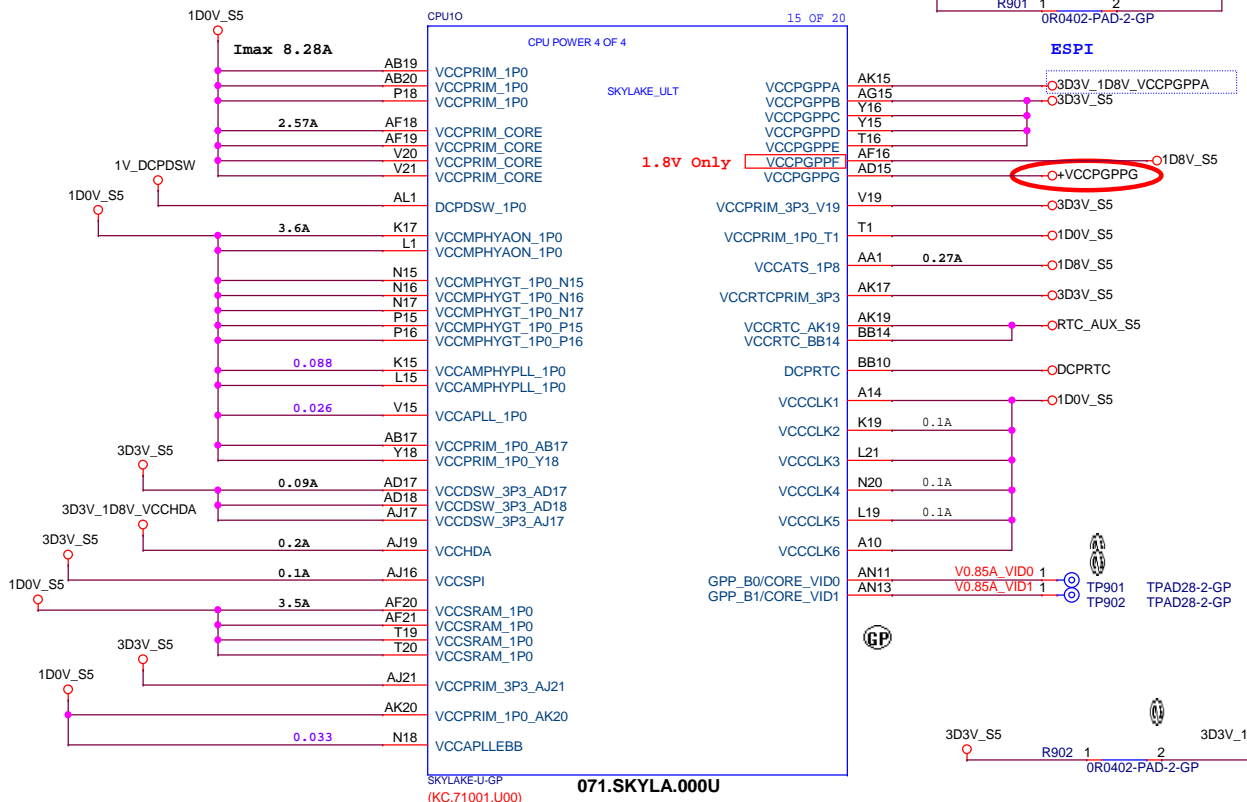 R901 1 2
0R0402-PAD-2-GP
1D0V_S5
CPU1O
15 OF 20
CPU POWER 4 OF 4
SKYLAKE_ULT
ESPI
Imax 8.28A
AB19 VCCPRIM_1P0
AB20 VCCPRIM_1P0
P18 VCCPRIM_1P0
2.57A AF18 VCCPRIM_CORE
AF19 VCCPRIM_CORE
V20 VCCPRIM_CORE
V21 VCCPRIM_CORE
1V_DCPDSW
AL1 DCPDSW_1P0
1D0V_S5
3.6A K17 VCCMPHYAON_1P0
L1 VCCMPHYAON_1P0
N15 VCCMPHYGT_1P0_N15
N16 VCCMPHYGT_1P0_N16
N17 VCCMPHYGT_1P0_N17
P15 VCCMPHYGT_1P0_P15
P16 VCCMPHYGT_1P0_P16
0.088 K15 VCCAMPHYPLL_1P0
L15 VCCAMPHYPLL_1P0
0.026 V15 VCCAPLL_1P0
AB17 VCCPRIM_1P0_AB17
Y18 VCCPRIM_1P0_Y18
3D3V_S5
0.09A AD17 VCCDSW_3P3_AD17
AD18 VCCDSW_3P3_AD18
AJ17 VCCDSW_3P3_AJ17
3D3V_1D8V_VCCHDA
0.2A AJ19 VCCHDA
3D3V_S5
0.1A AJ16 VCCSPI
1D0V_S5
3.5A AF20 VCCSRAM_1P0
AF21 VCCSRAM_1P0
T19 VCCSRAM_1P0
T20 VCCSRAM_1P0
3D3V_S5
AJ21 VCCPRIM_3P3_AJ21
1D0V_S5
AK20 VCCPRIM_1P0_AK20
0.033 N18 VCCAPLLEBB
VCCPGPPA AK15 3D3V_1D8V_VCCPGPPA
VCCPGPPB AG15 3D3V_S5
VCCPGPPC Y16
VCCPGPPD Y15
VCCPGPPE T16
1.8V Only VCCPGPPF AF16 1D8V_S5
VCCPGPPG AD15 +VCCPGPPG
VCCPRIM_3P3_V19 V19 3D3V_S5
VCCPRIM_1P0_T1 T1 1D0V_S5
VCCATS_1P8 AA1 0.27A 1D8V_S5
VCCRTCPRIM_3P3 AK17 3D3V_S5
VCCRTC_AK19 AK19 RTC_AUX_S5
VCCRTC_BB14 BB14
DCPRTC BB10 DCPRTC
VCCCLK1 A14 1D0V_S5
VCCCLK2 K19 0.1A
VCCCLK3 L21
VCCCLK4 N20 0.1A
VCCCLK5 L19 0.1A
VCCCLK6 A10
GPP_B0/CORE_VID0 AN11 V0.85A_VID0 1 TP901 TPAD28-2-GP
GPP_B1/CORE_VID1 AN13 V0.85A_VID1 1 TP902 TPAD28-2-GP
GP
SKYLAKE-U-GP
(KC.71001.U00)
071.SKYLA.000U
3D3V_S5
3D3V_1
R902 1 2
0R0402-PAD-2-GP